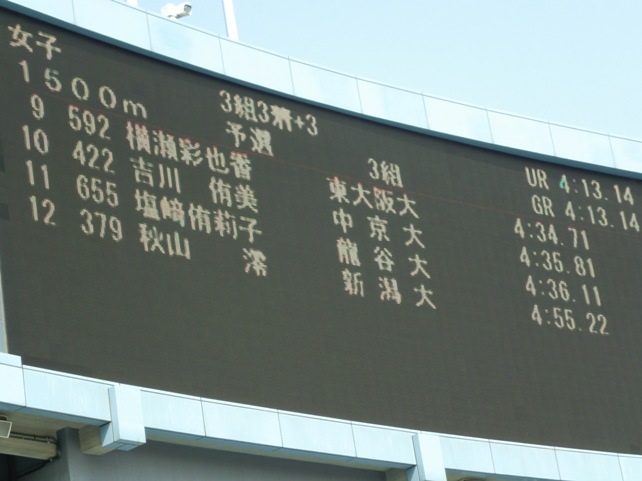 女子
1500m 3組3着+3
予選 3組 UR 4:13.14
GR 4:13.14
9 592 横瀬彩也香 東大阪大 4:34.71
10 422 吉川 侑美 中京大 4:35.81
11 655 塩﨑侑莉子 龍谷大 4:36.11
12 379 秋山 澪 新潟大 4:55.22